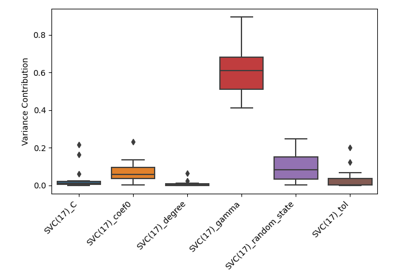 Variance Contribution
0.8
0.6
0.4
0.2
0.0
SVC(17)_C
SVC(17)_coef0
SVC(17)_degree
SVC(17)_gamma
SVC(17)_random_state
SVC(17)_tol